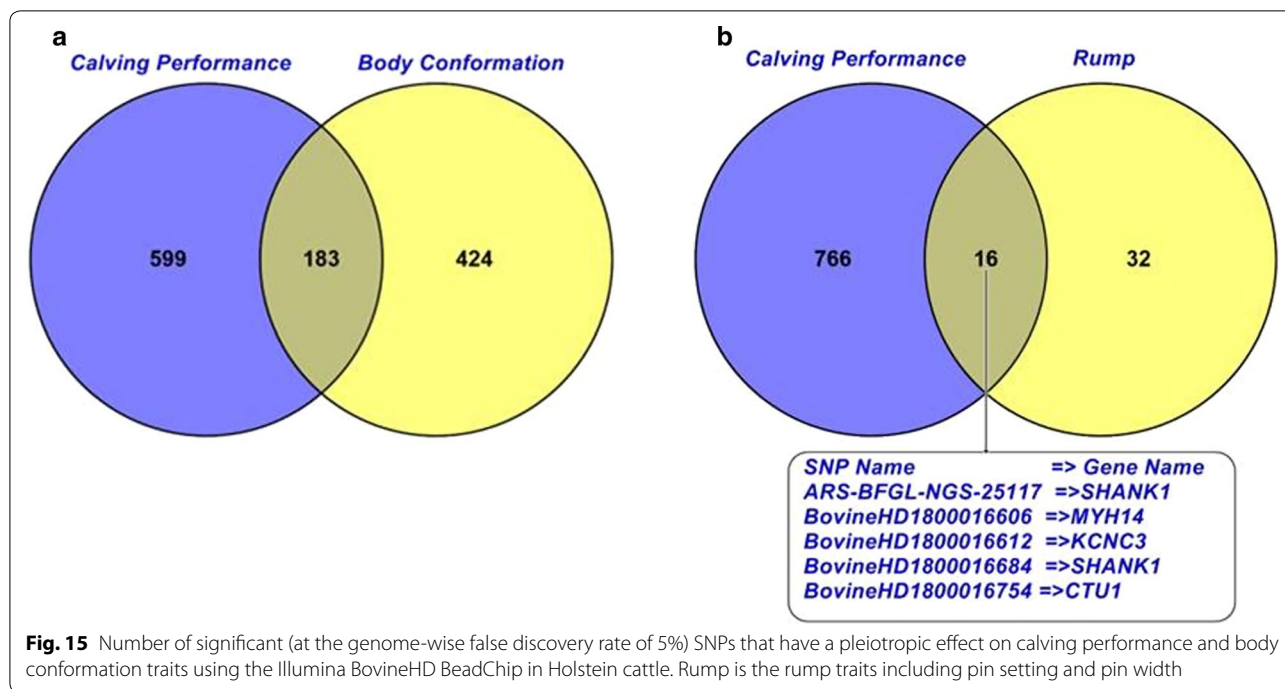 a
Calving Performance Body Conformation
599 183 424
b
Calving Performance Rump
766 16 32
SNP Name => Gene Name
ARS-BFGL-NGS-25117 =>SHANK1
BovineHD1800016606 =>MYH14
BovineHD1800016612 =>KCNC3
BovineHD1800016684 =>SHANK1
BovineHD1800016754 =>CTU1
Fig. 15 Number of significant (at the genome-wise false discovery rate of 5%) SNPs that have a pleiotropic effect on calving performance and body
conformation traits using the Illumina BovineHD BeadChip in Holstein cattle. Rump is the rump traits including pin setting and pin width